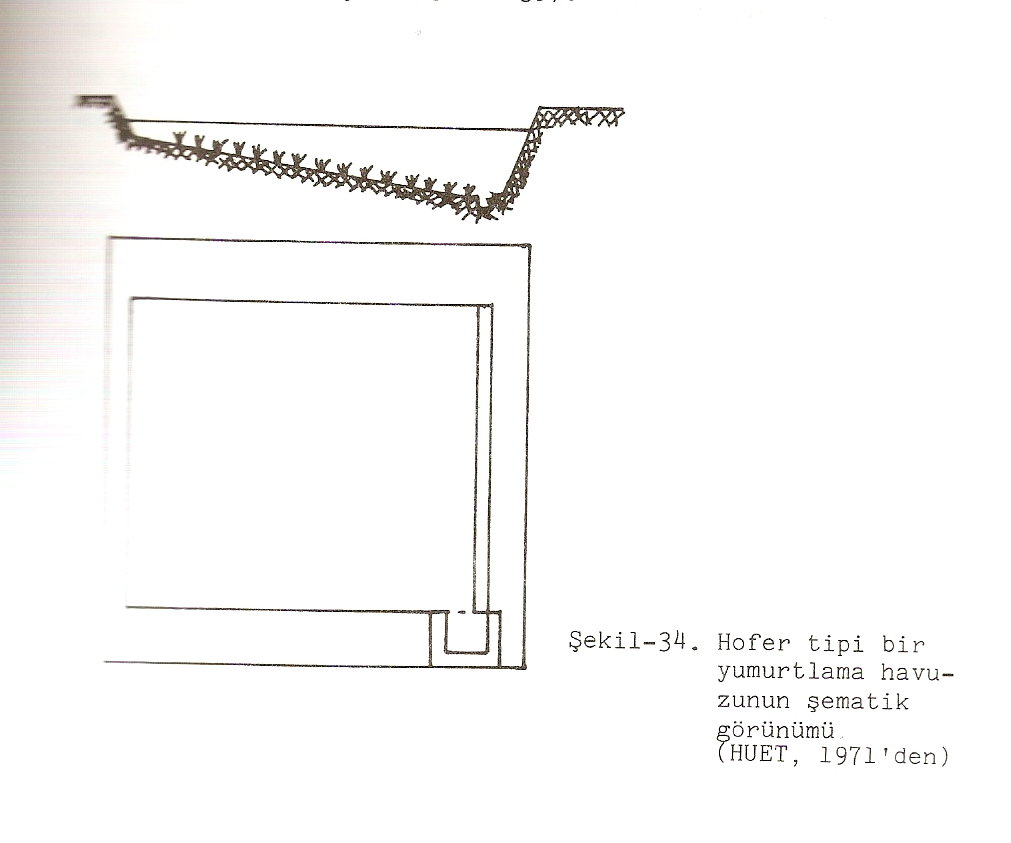 Şekil-34. Hofer tipi bir
yumurtlama havu-
zunun şematik
görünümü
(HUET, 1971'den)